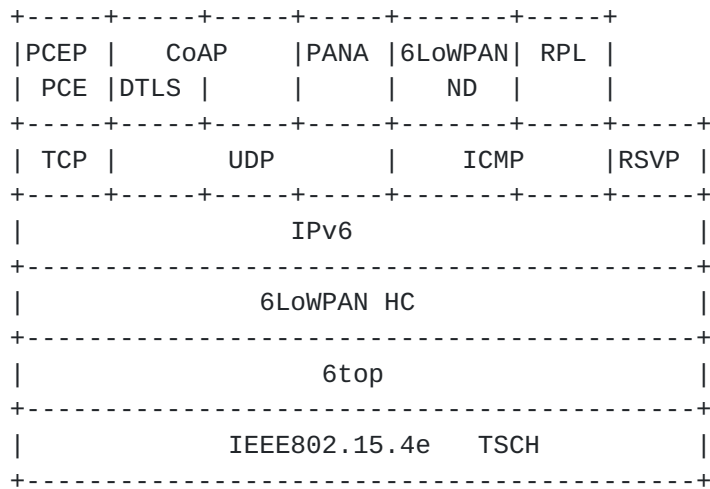 +-----+-----+-----+-----+-------+-----+
|PCEP |   CoAP    |PANA |6LoWPAN| RPL |
| PCE |DTLS |     |     |   ND  |     |
+-----+-----+-----+-----+-------+-----+-----+
| TCP |       UDP       |    ICMP     |RSVP |
+-----+-----+-----+-----+-------+-----+-----+
|                 IPv6                      |
+-------------------------------------------+
|               6LoWPAN HC                  |
+-------------------------------------------+
|                   6top                    |
+-------------------------------------------+
|             IEEE802.15.4e   TSCH          |
+-------------------------------------------+